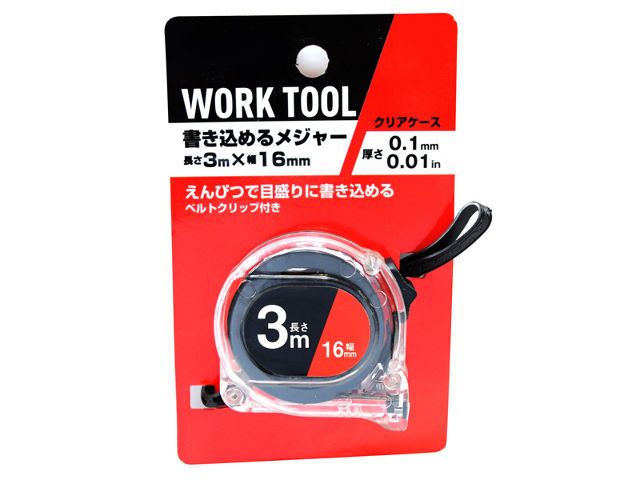 WORK TOOL
書き込めるメジャー
長さ3m×幅16mm
クリアケース
厚さ 0.1mm
0.01in
えんぴつで目盛りに書き込める
ベルトクリップ付き
3m 長さ
16mm 幅